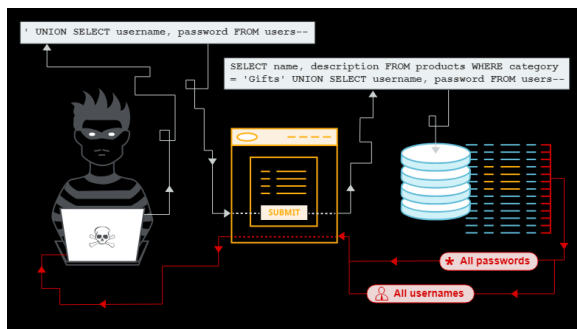 ' UNION SELECT username, password FROM users--
SELECT name, description FROM products WHERE category
= 'Gifts' UNION SELECT username, password FROM users--
SUBMIT
* All passwords
All usernames